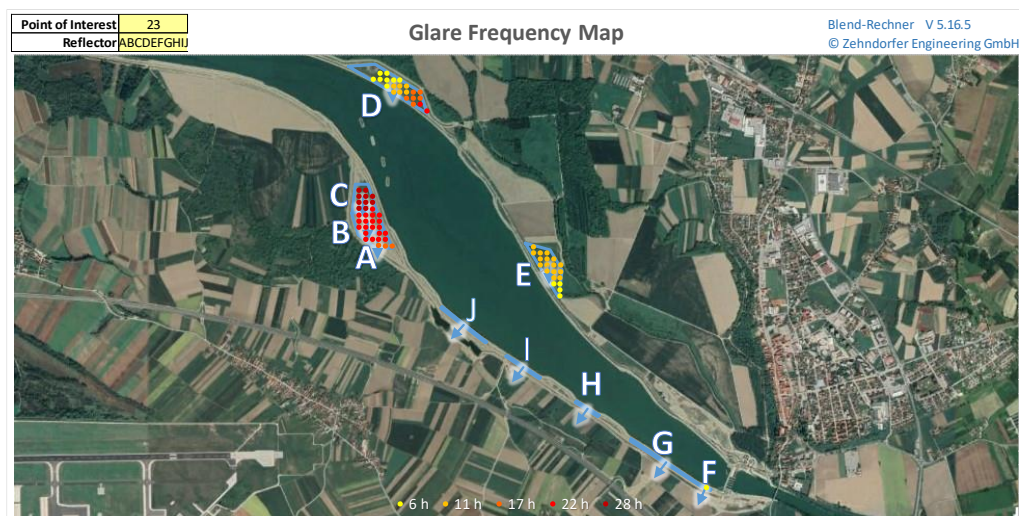 Point of Interest 23
Reflector ABCDEFGHIJ
Glare Frequency Map
Blend-Rechner V 5.16.5
© Zehndorfer Engineering GmbH
D
C
B
A
E
J
I
H
G
F
6 h 11 h 17 h 22 h 28 h